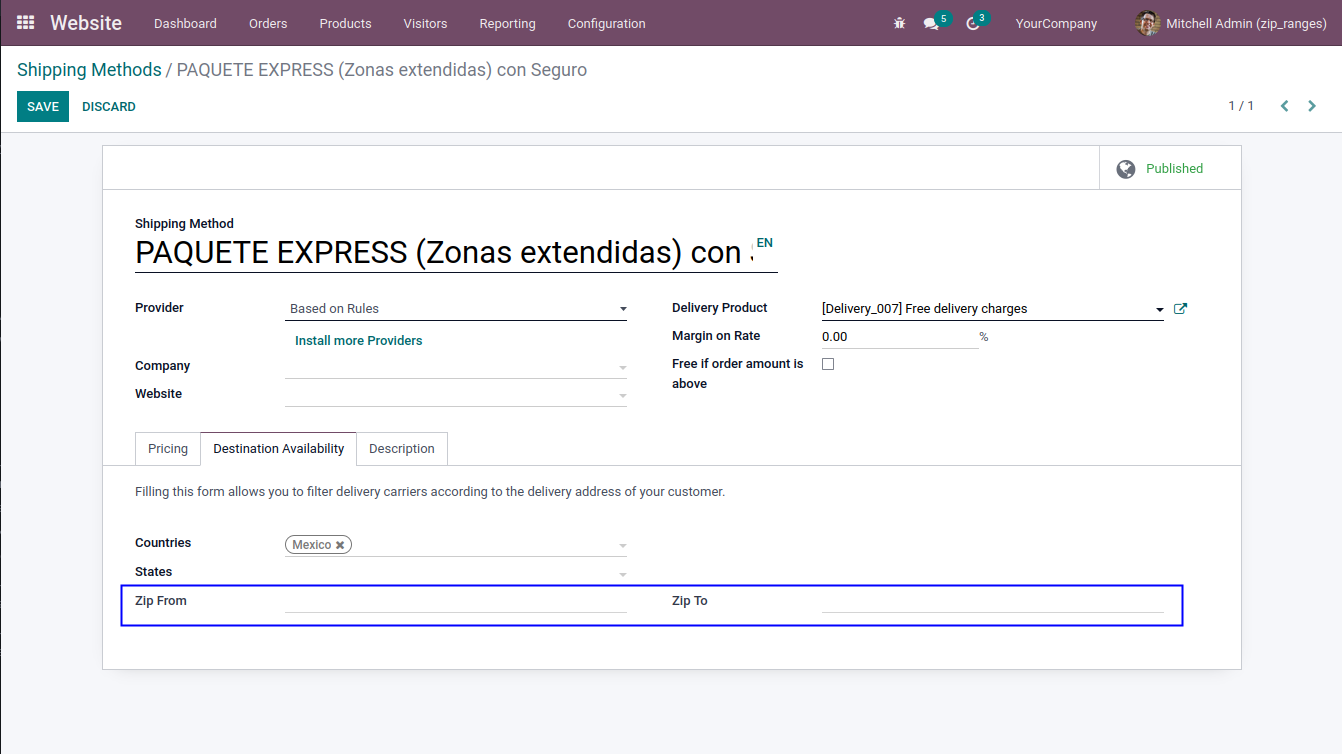 Website Dashboard Orders Products Visitors Reporting Configuration 5 3 YourCompany Mitchell Admin (zip_ranges)
Shipping Methods / PAQUETE EXPRESS (Zonas extendidas) con Seguro
SAVE DISCARD 1 / 1
Published
Shipping Method
PAQUETE EXPRESS (Zonas extendidas) con EN
Provider Based on Rules Delivery Product [Delivery_007] Free delivery charges
Install more Providers Margin on Rate 0.00 %
Company Free if order amount is above
Website
Pricing Destination Availability Description
Filling this form allows you to filter delivery carriers according to the delivery address of your customer.
Countries Mexico
States
Zip From Zip To